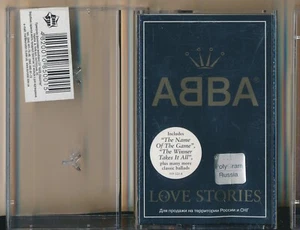 ABBA
Includes
"The Name
Of The Game",
"The Winner
Takes It All",
plus many more
classic ballads
PolyGram
Russia
LOVE STORIES
Для продажи на территории России и СНГ